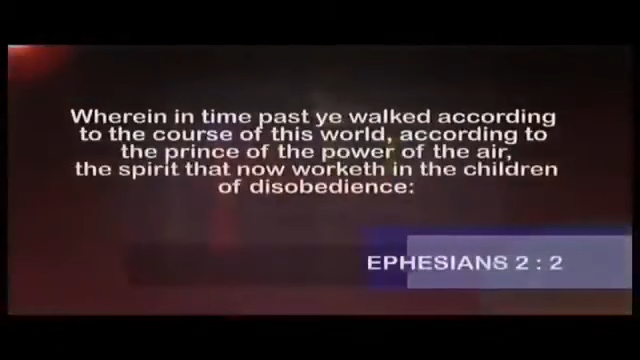 Wherein in time past ye walked according
to the course of this world, according to
the prince of the power of the air,
the spirit that now worketh in the children
of disobedience:
EPHESIANS 2 : 2